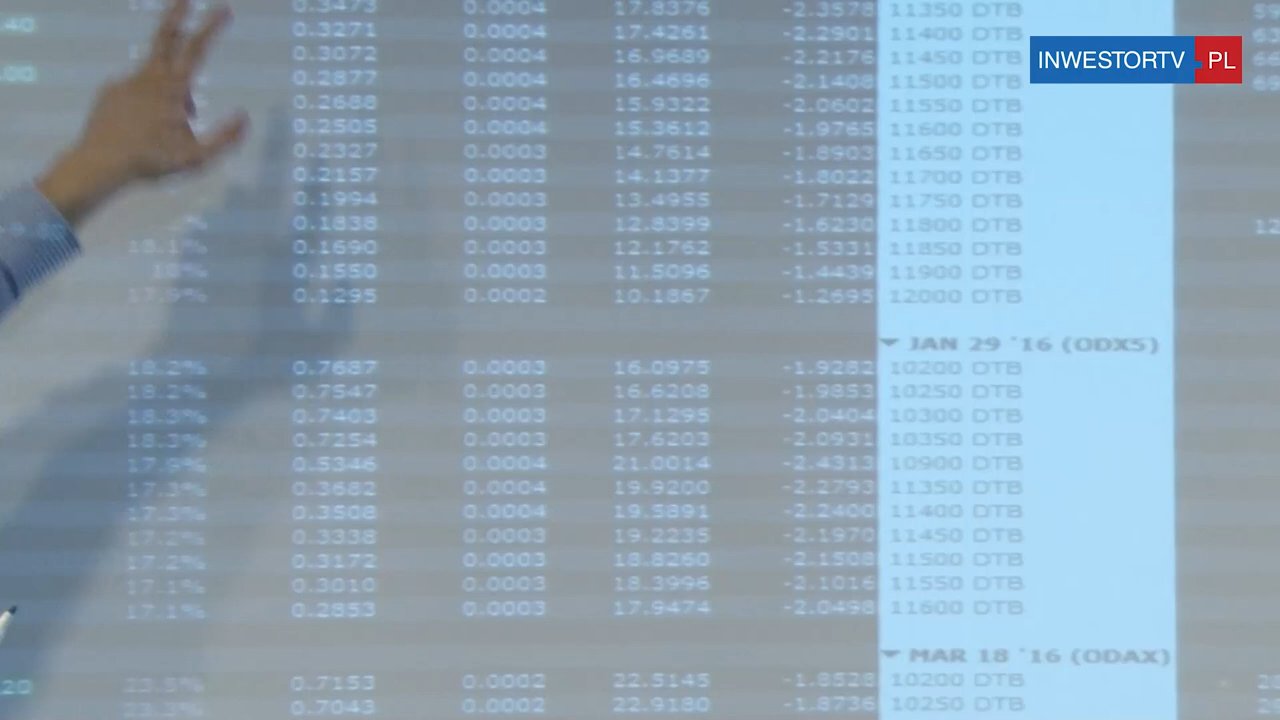 0.3473 0.0004 17.8376 -2.3578 11350 DTB
.40 0.3271 0.0004 17.4261 -2.2901 11400 DTB
0.3072 0.0004 16.9689 -2.2176 11450 DTB
INWESTORTV.PL
.00 0.2877 0.0004 16.4696 -2.1408 11500 DTB
0.2688 0.0004 15.9322 -2.0602 11550 DTB
0.2505 0.0004 15.3612 -1.9765 11600 DTB
0.2327 0.0003 14.7614 -1.8903 11650 DTB
0.2157 0.0003 14.1377 -1.8022 11700 DTB
0.1994 0.0003 13.4955 -1.7129 11750 DTB
0.1838 0.0003 12.8399 -1.6230 11800 DTB 12
18.1% 0.1690 0.0003 12.1762 -1.5331 11850 DTB
18% 0.1550 0.0003 11.5096 -1.4439 11900 DTB
17.9% 0.1295 0.0002 10.1867 -1.2695 12000 DTB
JAN 29 '16 (ODX5)
18.2% 0.7687 0.0003 16.0975 -1.9282 10200 DTB
18.2% 0.7547 0.0003 16.6208 -1.9853 10250 DTB
18.3% 0.7403 0.0003 17.1295 -2.0404 10300 DTB
18.3% 0.7254 0.0003 17.6203 -2.0931 10350 DTB
17.9% 0.5346 0.0004 21.0014 -2.4313 10900 DTB
17.3% 0.3682 0.0004 19.9200 -2.2793 11350 DTB
17.3% 0.3508 0.0004 19.5891 -2.2400 11400 DTB
17.2% 0.3338 0.0003 19.2235 -2.1970 11450 DTB
17.2% 0.3172 0.0003 18.8260 -2.1508 11500 DTB
17.1% 0.3010 0.0003 18.3996 -2.1016 11550 DTB
17.1% 0.2853 0.0003 17.9474 -2.0498 11600 DTB
MAR 18 '16 (ODAX)
.20 23.5% 0.7153 0.0002 22.5145 -1.8528 10200 DTB
0.7043 0.0002 22.9180 -1.8736 10250 DTB